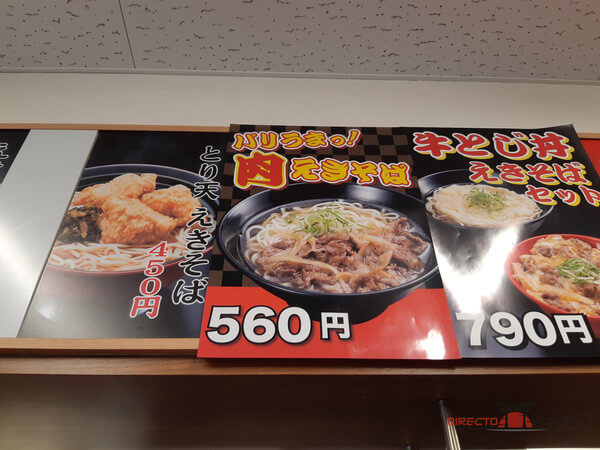 とり天 えきそば
450円
バリうまっ!
肉えきそば
560円
牛とじ丼
えきそば
セット
790円
DIRECTO